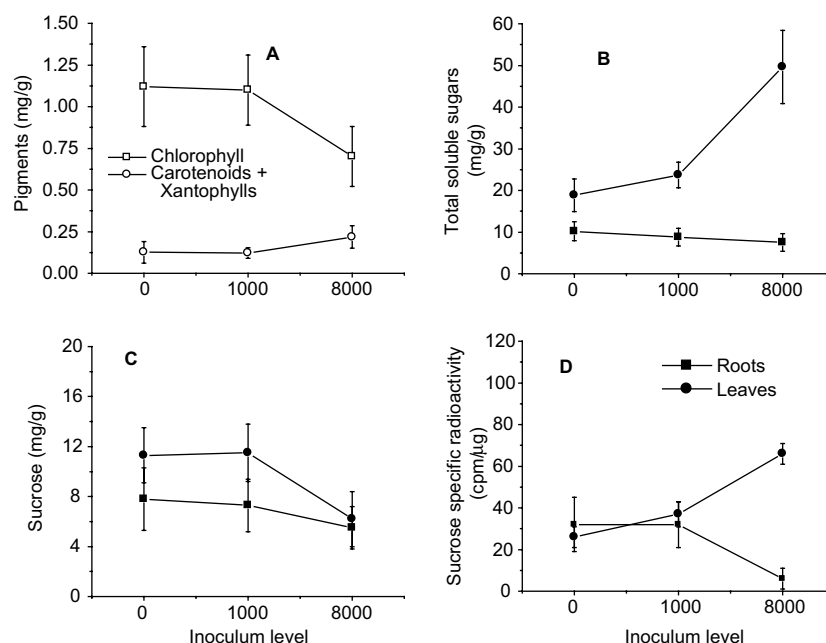 A
Pigments (mg/g)
1.50
1.25
1.00
0.75
0.50
0.25
0.00
Chlorophyll
Carotenoids +
Xantophylls
0
1000
8000
B
Total soluble sugars
(mg/g)
60
50
40
30
20
10
0
0
1000
8000
C
Sucrose (mg/g)
20
16
12
8
4
0
0
1000
8000
Inoculum level
D
Sucrose specific radioactivity
(cpm/µg)
120
100
80
60
40
20
0
Roots
Leaves
0
1000
8000
Inoculum level